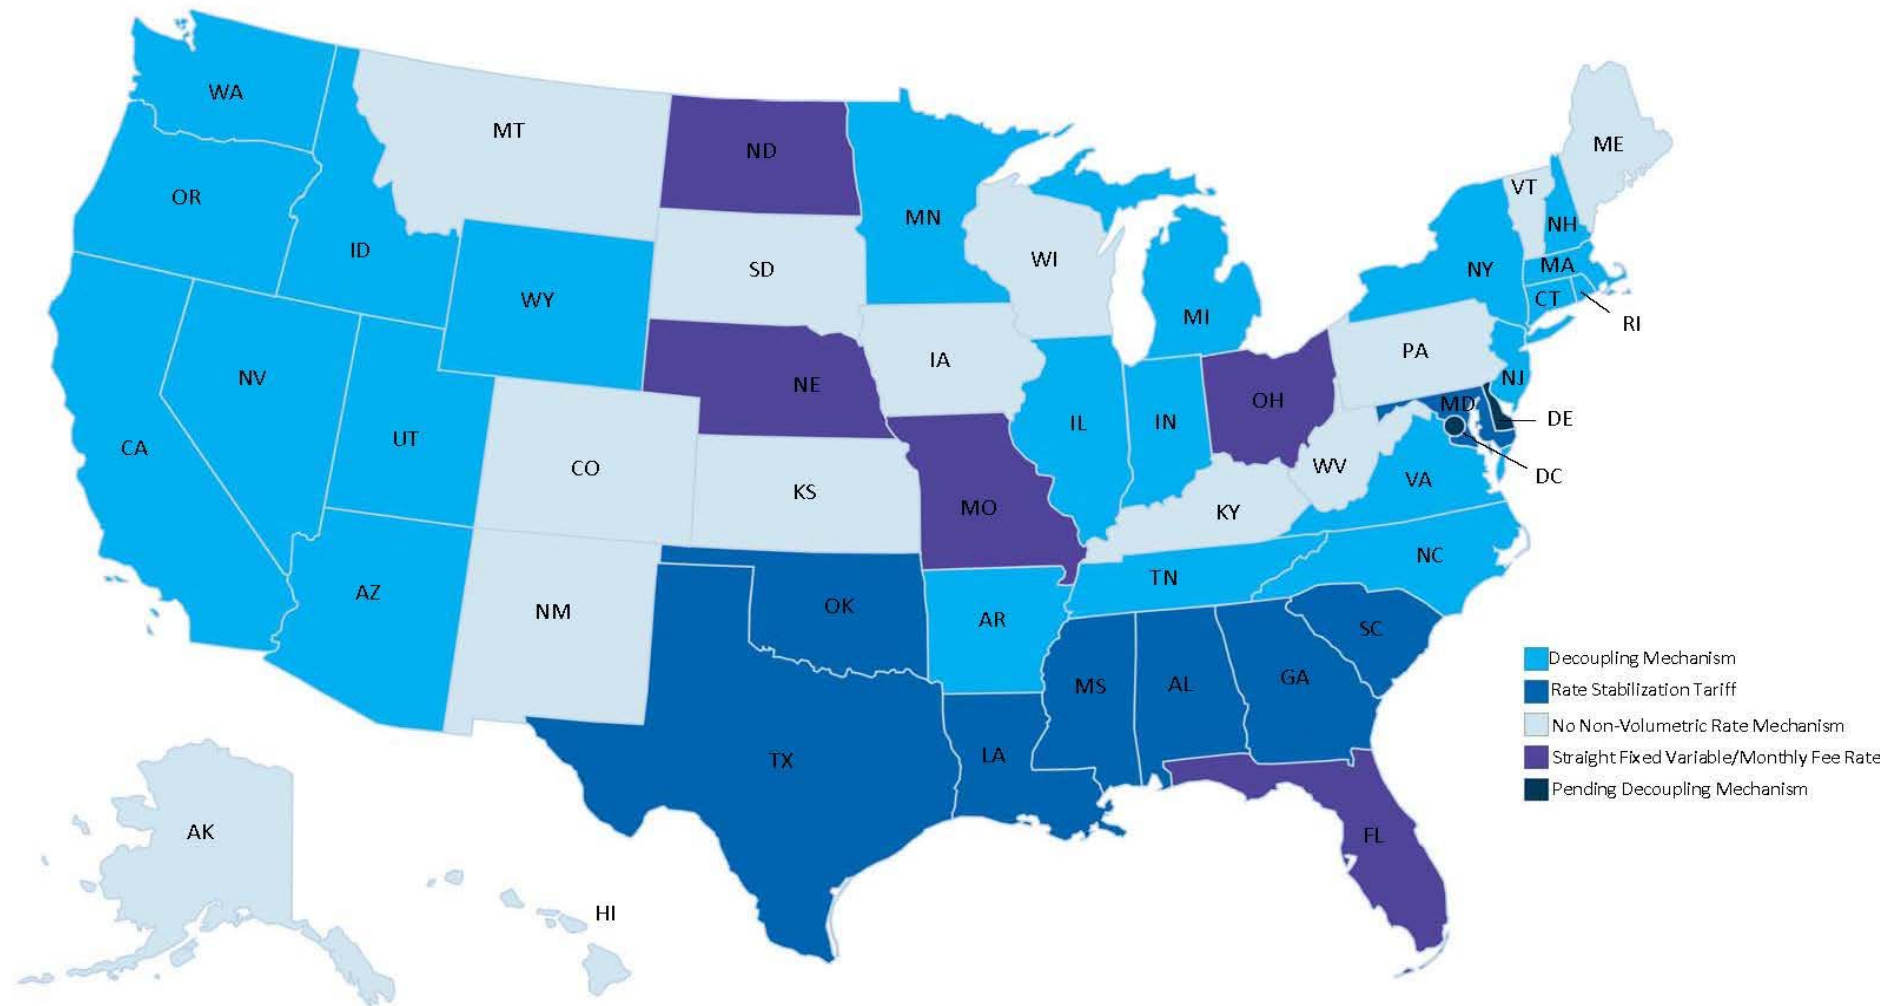 WA
MT
ND
ME
VT
OR
MN
NH
ID
SD
WI
NY
MA
WY
CT
MI
RI
PA
IA
NV
NE
NJ
OH
MD
DE
UT
IL
IN
CA
CO
WV
DC
VA
KS
MO
KY
NC
TN
AZ
OK
NM
AR
SC
Decoupling Mechanism
MS
AL
GA
Rate Stabilization Tariff
No Non-Volumetric Rate Mechanism
TX
LA
Straight Fixed Variable/Monthly Fee Rate
Pending Decoupling Mechanism
AK
FL
HI